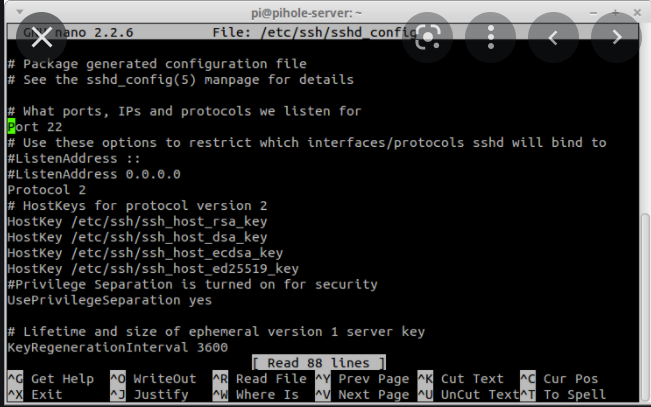 pi@pihole-server: ~
GNU nano 2.2.6 File: /etc/ssh/sshd_config
# Package generated configuration file
# See the sshd_config(5) manpage for details
# What ports, IPs and protocols we listen for
Port 22
# Use these options to restrict which interfaces/protocols sshd will bind to
#ListenAddress ::
#ListenAddress 0.0.0.0
Protocol 2
# HostKeys for protocol version 2
HostKey /etc/ssh/ssh_host_rsa_key
HostKey /etc/ssh/ssh_host_dsa_key
HostKey /etc/ssh/ssh_host_ecdsa_key
HostKey /etc/ssh/ssh_host_ed25519_key
#Privilege Separation is turned on for security
UsePrivilegeSeparation yes
# Lifetime and size of ephemeral version 1 server key
KeyRegenerationInterval 3600
[ Read 88 lines ]
^G Get Help ^O WriteOut ^R Read File ^Y Prev Page ^K Cut Text ^C Cur Pos
^X Exit ^J Justify ^W Where Is ^V Next Page ^U UnCut Text ^T To Spell